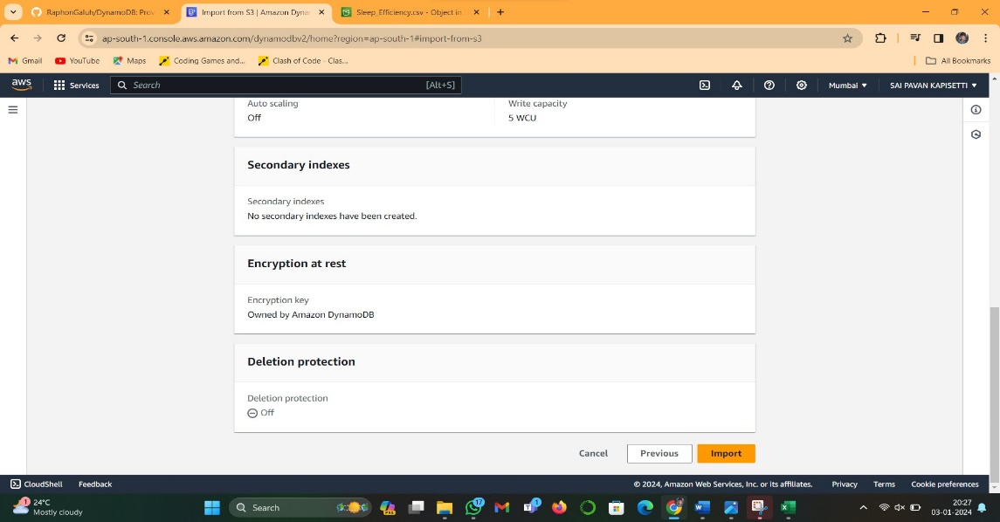 RaphonGaluh/DynamoDB: Prov
Import from S3 | Amazon Dynam
Sleep_Efficiency.csv - Object in
ap-south-1.console.aws.amazon.com/dynamodbv2/home?region=ap-south-1#import-from-s3
Gmail
YouTube
Maps
Coding Games and...
Clash of Code - Clas...
All Bookmarks
aws
Services
Search
[Alt+S]
Mumbai
SAI PAVAN KAPISETTI
Auto scaling
Off
Write capacity
5 WCU
Secondary indexes
Secondary indexes
No secondary indexes have been created.
Encryption at rest
Encryption key
Owned by Amazon DynamoDB
Deletion protection
Deletion protection
Off
Cancel
Previous
Import
CloudShell
Feedback
© 2024, Amazon Web Services, Inc. or its affiliates.
Privacy
Terms
Cookie preferences
1
24°C
Mostly cloudy
Search
17
1
20:27
03-01-2024